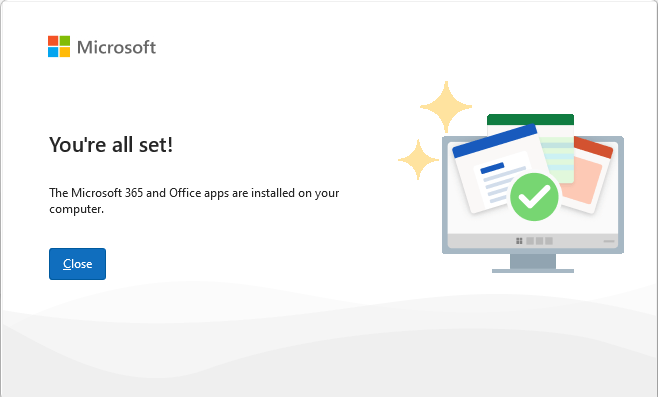 Microsoft
You're all set!
The Microsoft 365 and Office apps are installed on your
computer.
Close